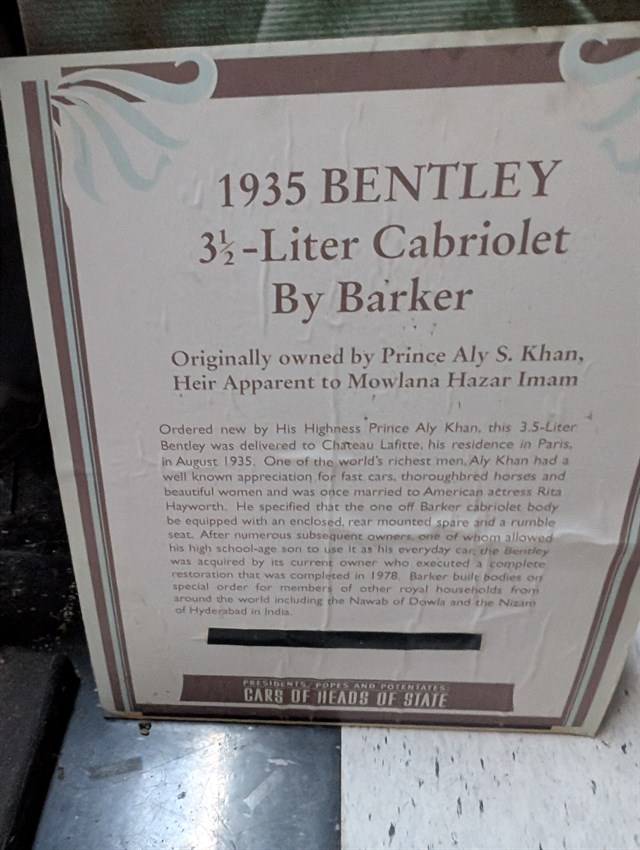 1935 BENTLEY
3½-Liter Cabriolet
By Barker
Originally owned by Prince Aly S. Khan,
Heir Apparent to Mowlana Hazar Imam
Ordered new by His Highness Prince Aly Khan, this 3.5-Liter
Bentley was delivered to Chateau Lafitte, his residence in Paris,
in August 1935. One of the world's richest men, Aly Khan had a
well known appreciation for fast cars, thoroughbred horses and
beautiful women and was once married to American actress Rita
Hayworth. He specified that the one off Barker cabriolet body
be equipped with an enclosed, rear mounted spare and a rumble
seat. After numerous subsequent owners, one of whom allowed
his high school-age son to use it as his everyday car, the Bentley
was acquired by its current owner who executed a complete
restoration that was completed in 1978. Barker built bodies on
special order for members of other royal households from
around the world including the Nawab of Dowla and the Nizam
of Hyderabad in India.
PRESIDENTS, POPES AND POTENTATES:
CARS OF HEADS OF STATE